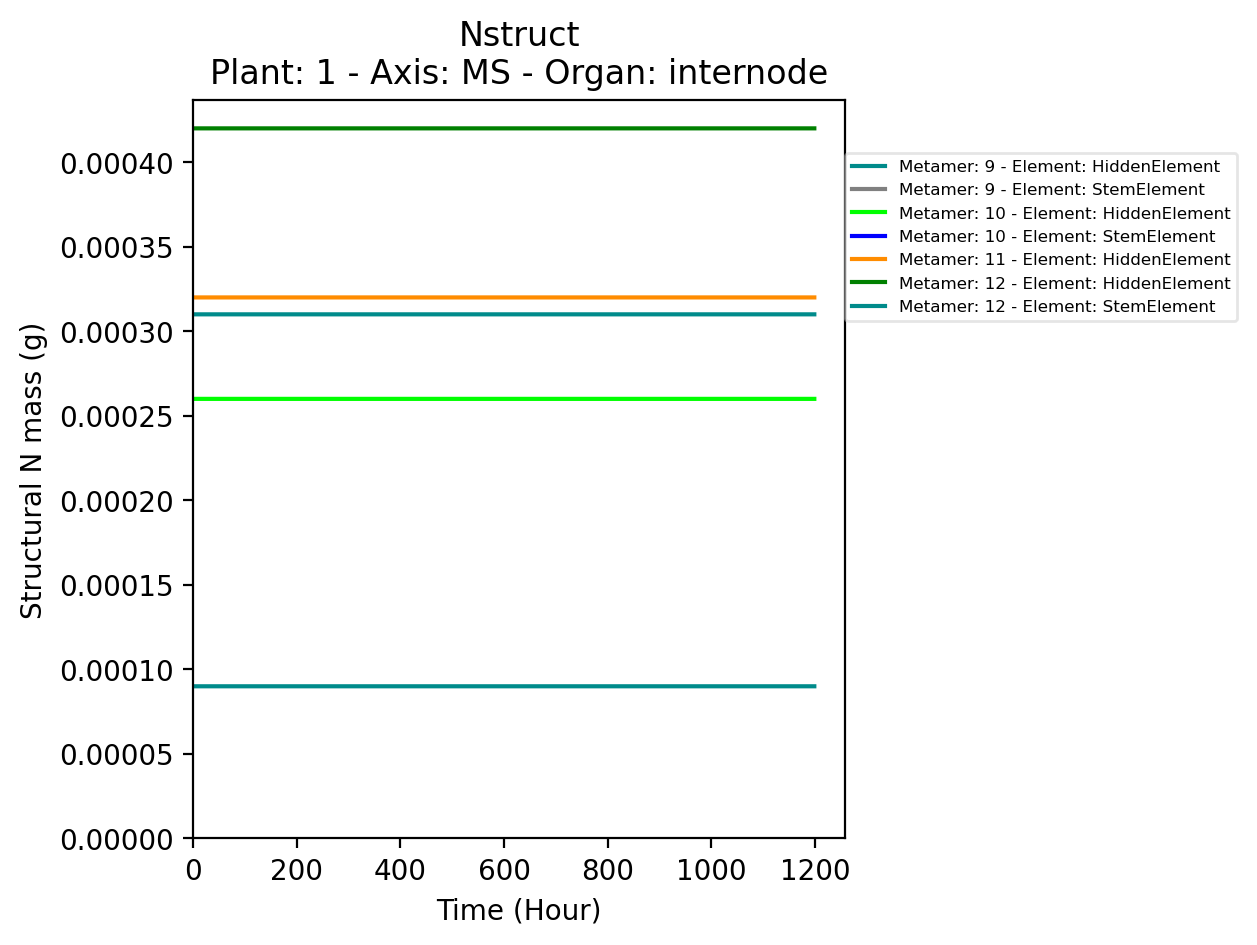 Nstruct
Plant: 1 - Axis: MS - Organ: internode
Structural N mass (g)
0.00040
0.00035
0.00030
0.00025
0.00020
0.00015
0.00010
0.00005
0.00000
0 200 400 600 800 1000 1200
Time (Hour)
Metamer: 9 - Element: HiddenElement
Metamer: 9 - Element: StemElement
Metamer: 10 - Element: HiddenElement
Metamer: 10 - Element: StemElement
Metamer: 11 - Element: HiddenElement
Metamer: 12 - Element: HiddenElement
Metamer: 12 - Element: StemElement